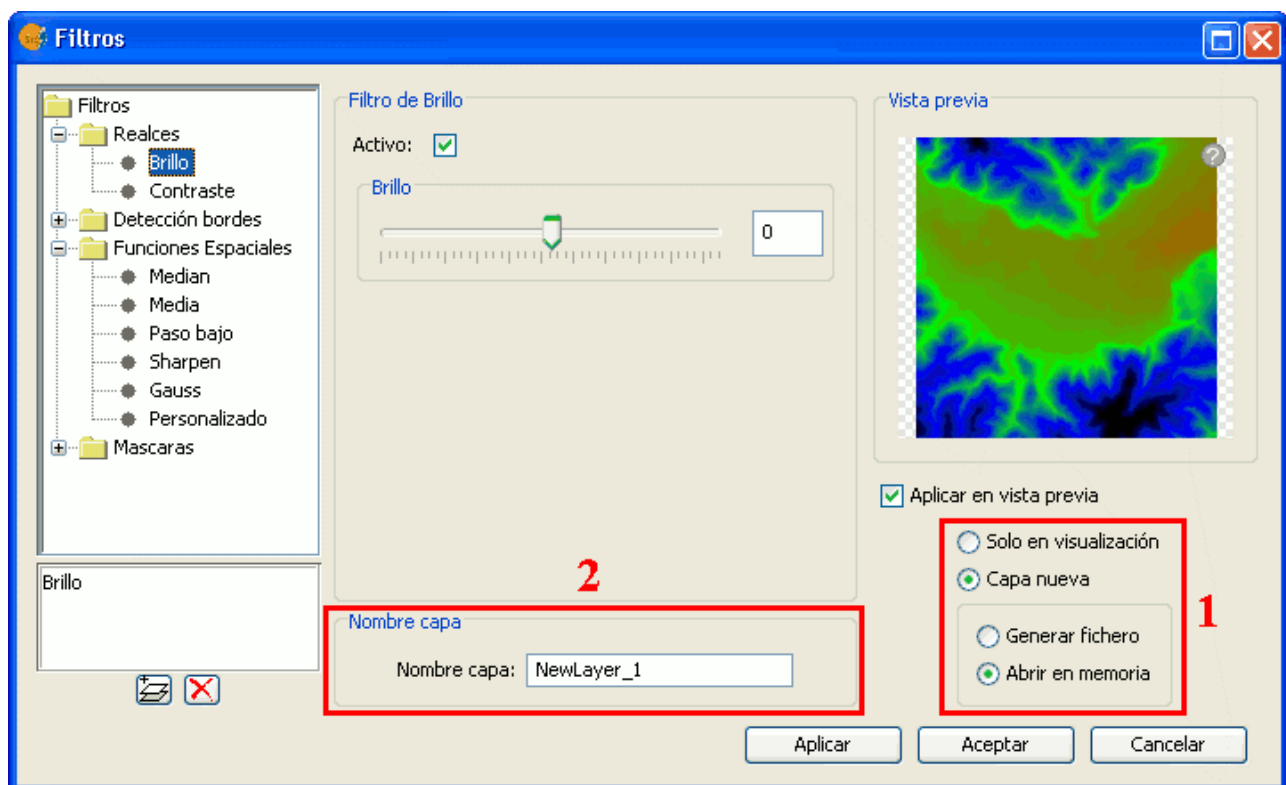 Filtros
Filtros
Realces
Brillo
Contraste
Detección bordes
Funciones Espaciales
Median
Media
Paso bajo
Sharpen
Gauss
Personalizado
Mascaras
Brillo
Filtro de Brillo
Activo:
Brillo
0
2
Nombre capa
Nombre capa: NewLayer_1
Vista previa
?
Aplicar en vista previa
Solo en visualización
Capa nueva
1
Generar fichero
Abrir en memoria
Aplicar Aceptar Cancelar